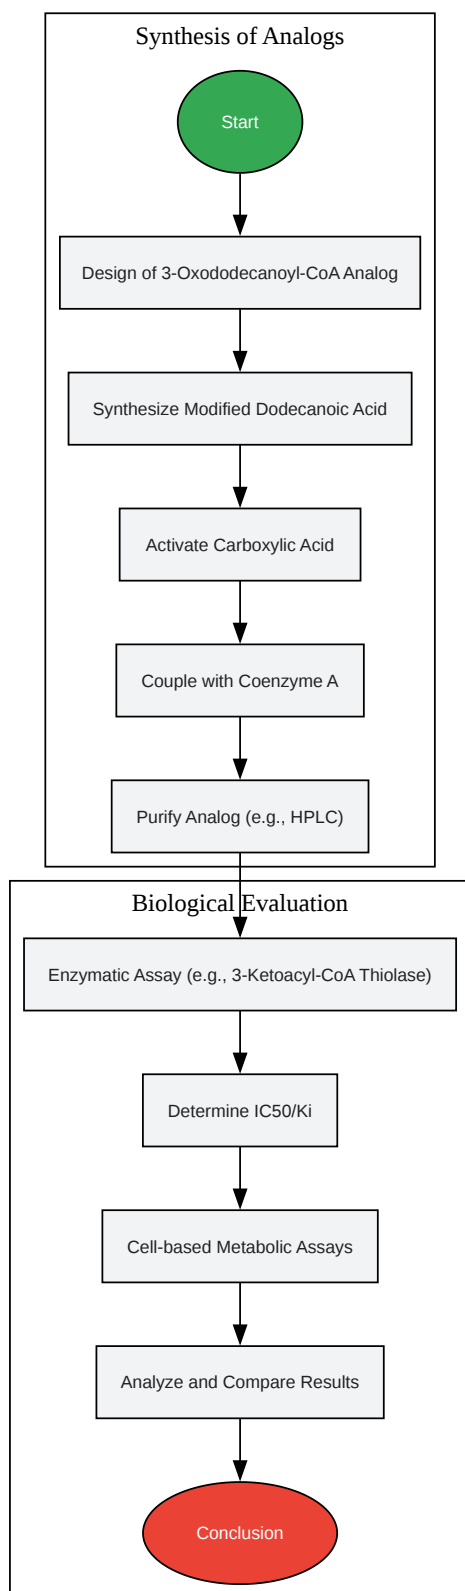 Synthesis of Analogs
Start
Design of 3-Oxododecanoyl-CoA Analog
Synthesize Modified Dodecanoic Acid
Activate Carboxylic Acid
Couple with Coenzyme A
Purify Analog (e.g., HPLC)
Biological Evaluation
Enzymatic Assay (e.g., 3-Ketoacyl-CoA Thiolase)
Determine IC50/Ki
Cell-based Metabolic Assays
Analyze and Compare Results
Conclusion